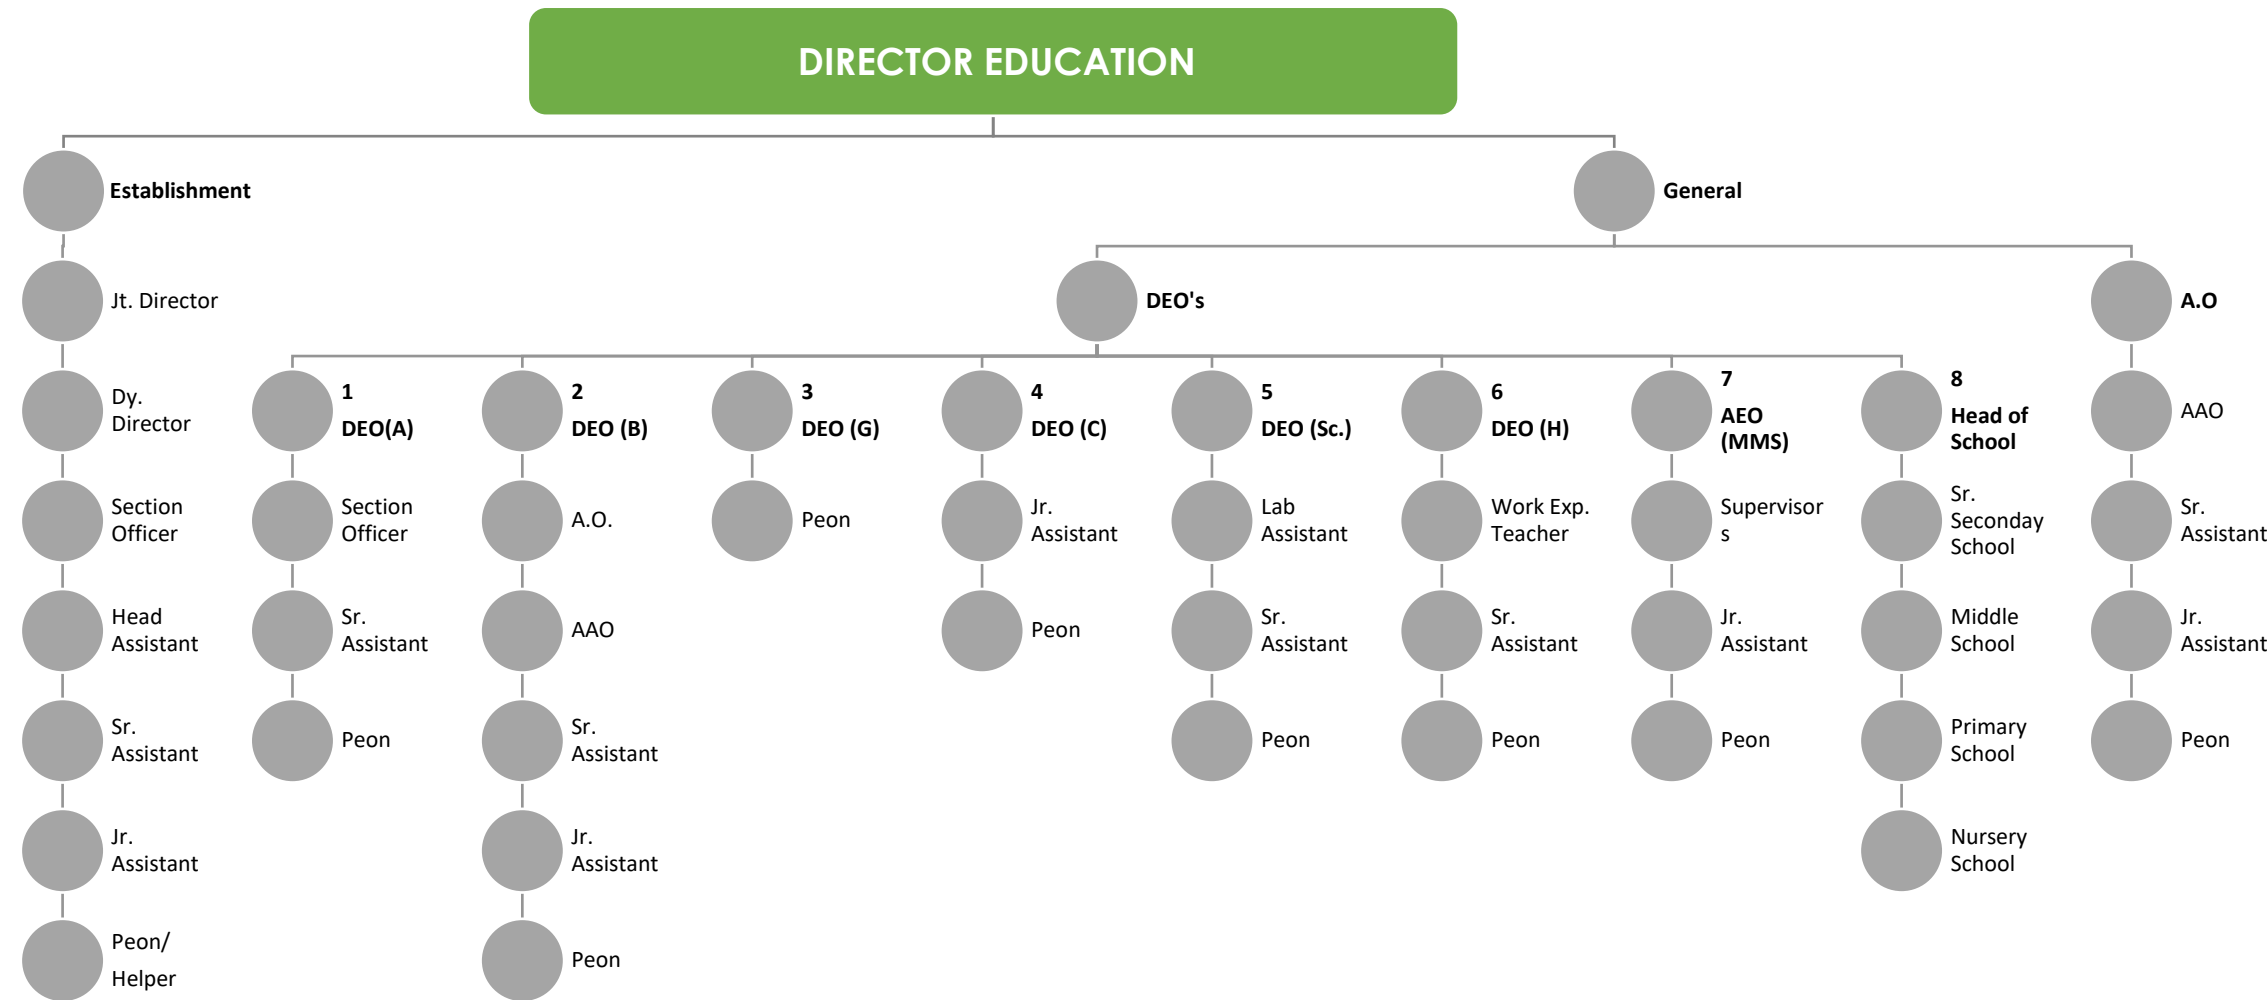 DIRECTOR EDUCATION
Establishment
General
Jt. Director
DEO's
A.O
Dy.
Director
1
DEO(A)
2
DEO (B)
3
DEO (G)
4
DEO (C)
5
DEO (Sc.)
6
DEO (H)
7
AEO
(MMS)
8
Head of
School
AAO
Section
Officer
Section
Officer
A.O.
Peon
Jr.
Assistant
Lab
Assistant
Work Exp.
Teacher
Supervisor
s
Sr.
Seconday
School
Sr.
Assistant
Head
Assistant
Sr.
Assistant
AAO
Peon
Sr.
Assistant
Sr.
Assistant
Jr.
Assistant
Middle
School
Jr.
Assistant
Sr.
Assistant
Peon
Sr.
Assistant
Peon
Peon
Peon
Primary
School
Peon
Jr.
Assistant
Jr.
Assistant
Nursery
School
Peon/
Helper
Peon